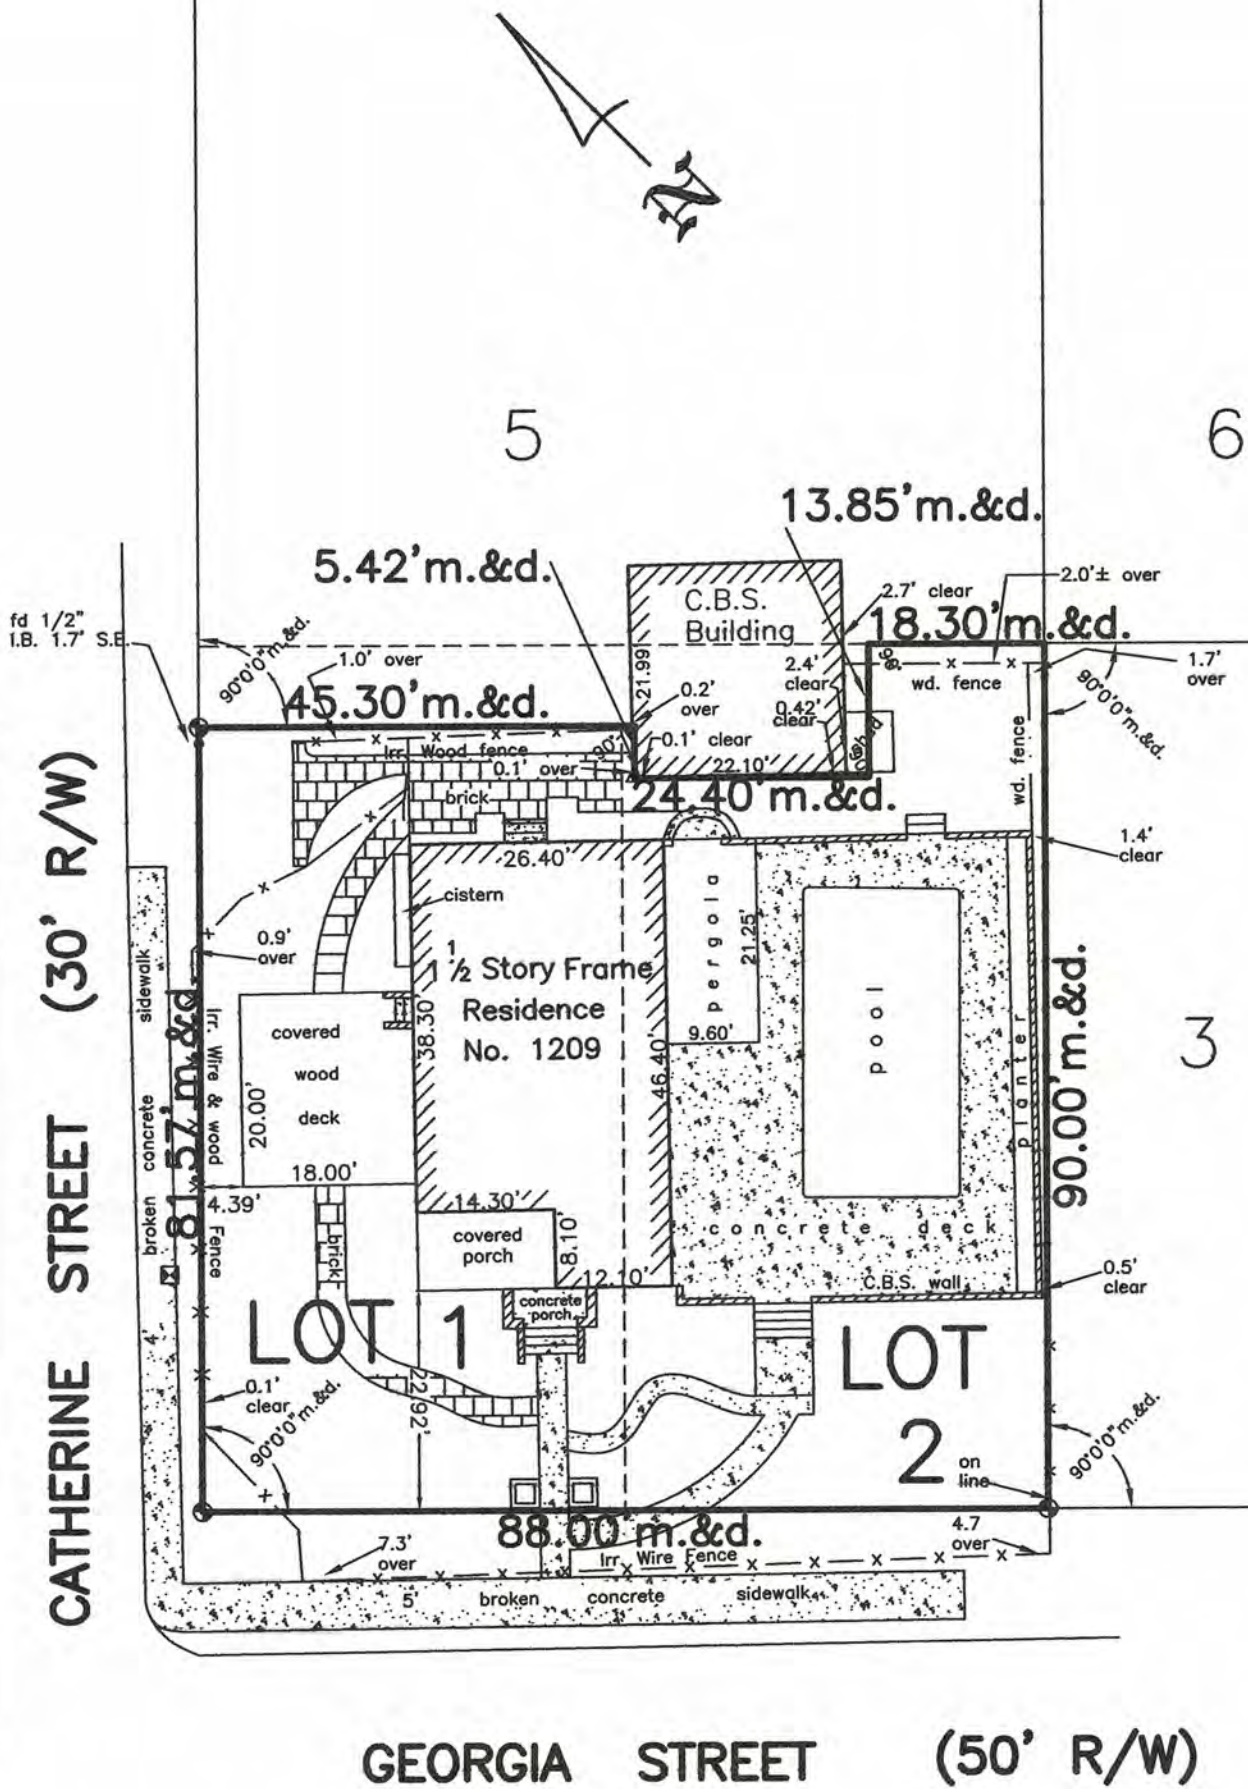 N
5
6
13.85'm.&d.
5.42'm.&d.
C.B.S.
Building
2.7' clear
2.0'± over
18.30'm.&d.
fd 1/2"
I.B. 1.7' S.E.
90°0'0"m.&d.
1.0' over
45.30'm.&d.
21.99'
0.2'
over
2.4'
clear
0.42'
clear
90°
wd. fence
1.7'
over
90°0'0"m.&d.
Irr. Wood fence
90°
0.1' clear
0.1' over
22.10'
24.40'm.&d.
wd. fence
brick
26.40'
1.4'
clear
cistern
0.9'
over
1 1/2 Story Frame
Residence
No. 1209
pergola
21.25'
9.60'
pool
planter
3
90.00'm.&d.
sidewalk
broken concrete
4'
81.57'm.&d.
Irr. Wire & wood
Fence
covered
wood
deck
20.00'
18.00'
4.39'
38.30'
46.40'
14.30'
covered
porch
8.10'
12.10'
concrete deck
C.B.S. wall
0.5'
clear
brick
concrete
porch
LOT 1
LOT
2
22.92'
0.1'
clear
90°0'0"m.&d.
on
line
90°0'0"m.&d.
88.00'm.&d.
7.3'
over
Irr. Wire Fence
4.7
over
5' broken concrete sidewalk
CATHERINE STREET (30' R/W)
GEORGIA STREET (50' R/W)